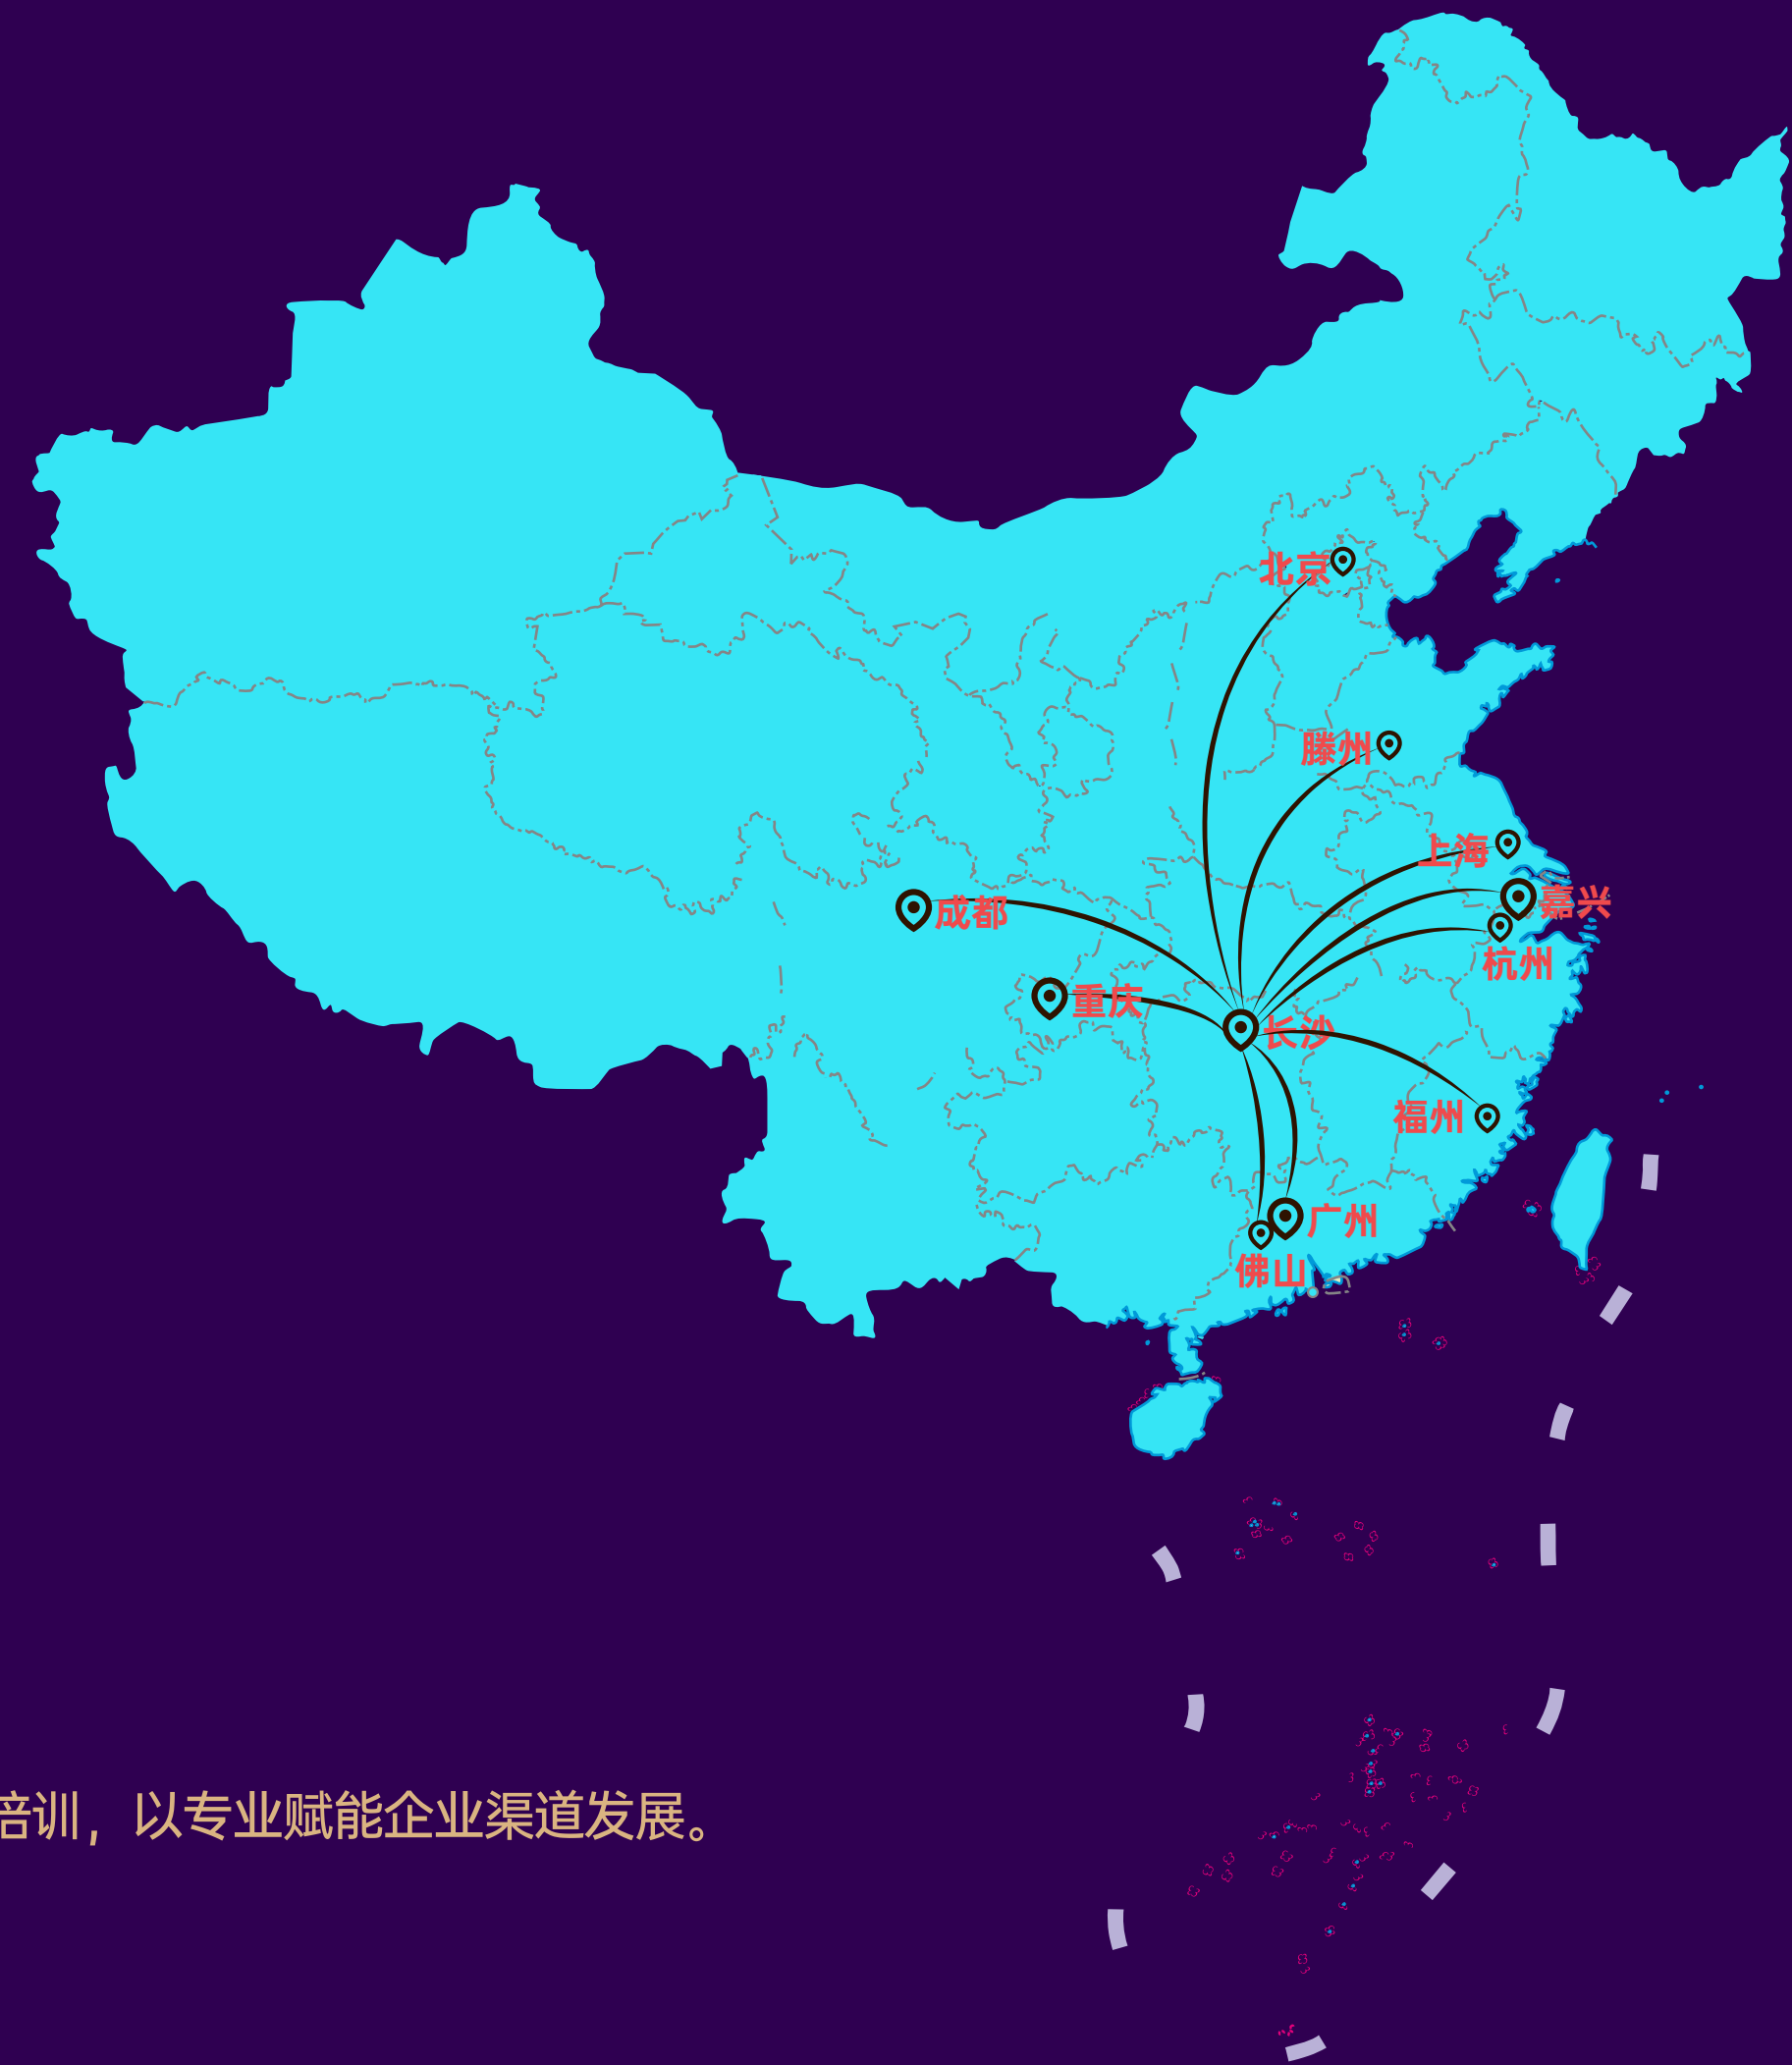 北京
滕州
上海
嘉兴
成都
杭州
重庆
长沙
福州
广州
佛山
培训，以专业赋能企业渠道发展。